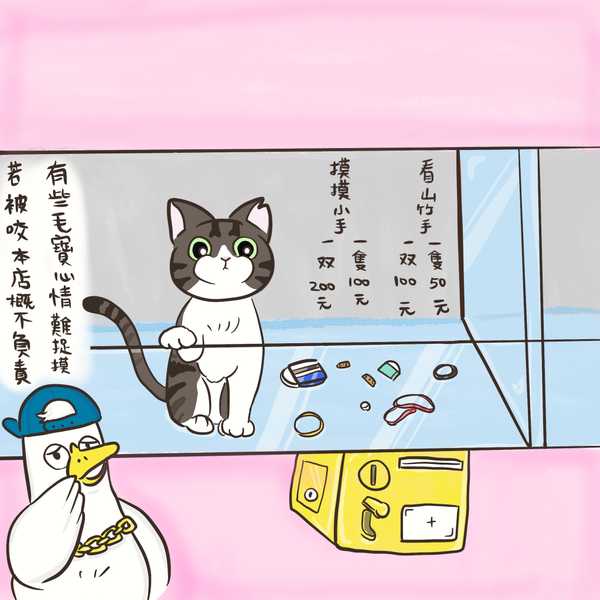 看山竹手
一隻50元
一双100元
摸摸小手
一隻100元
一双200元
有些毛寶心情難捉摸
若被咬本店概不負責